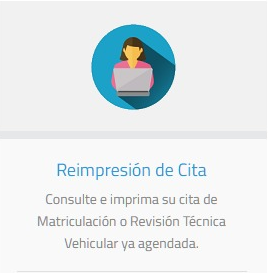 Reimpresión de Cita
Consulte e imprima su cita de
Matriculación o Revisión Técnica
Vehicular ya agendada.